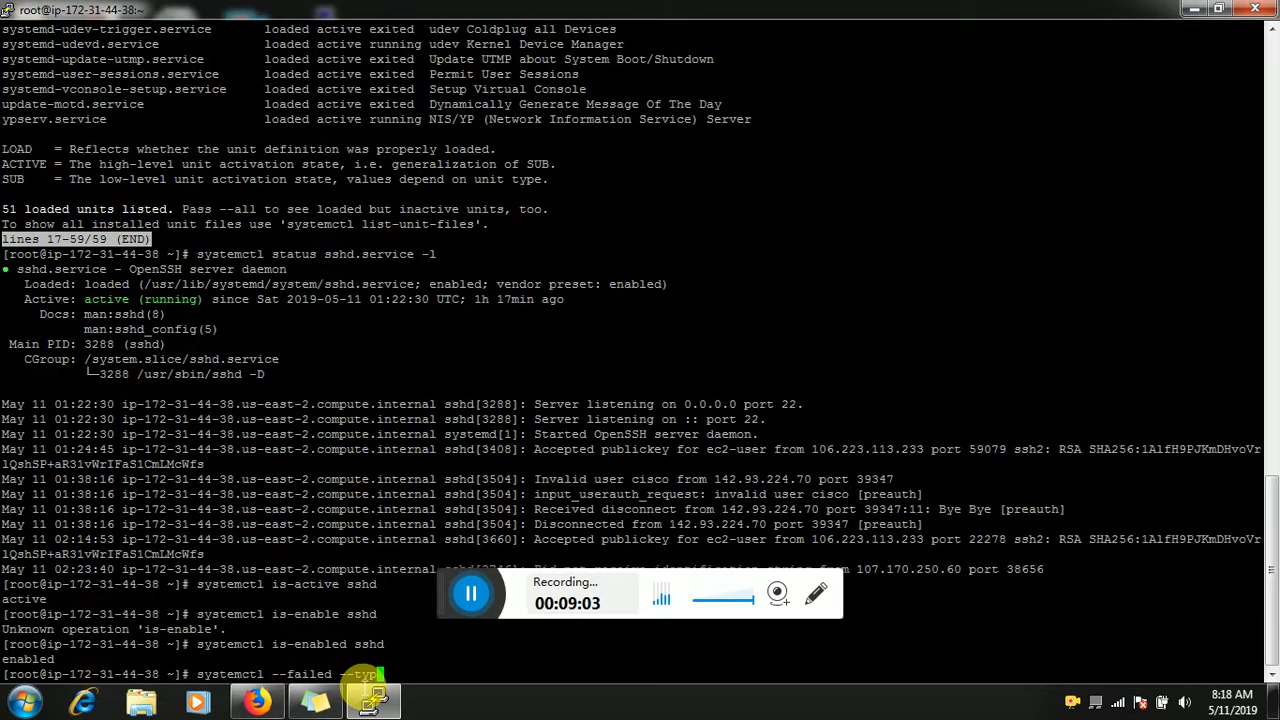 root@ip-172-31-44-38:~
systemd-udev-trigger.service loaded active exited udev Coldplug all Devices
systemd-udevd.service loaded active running udev Kernel Device Manager
systemd-update-utmp.service loaded active exited Update UTMP about System Boot/Shutdown
systemd-user-sessions.service loaded active exited Permit User Sessions
systemd-vconsole-setup.service loaded active exited Setup Virtual Console
update-motd.service loaded active exited Dynamically Generate Message Of The Day
ypserv.service loaded active running NIS/YP (Network Information Service) Server
LOAD = Reflects whether the unit definition was properly loaded.
ACTIVE = The high-level unit activation state, i.e. generalization of SUB.
SUB = The low-level unit activation state, values depend on unit type.
51 loaded units listed. Pass --all to see loaded but inactive units, too.
To show all installed unit files use 'systemctl list-unit-files'.
lines 17-59/59 (END)
[root@ip-172-31-44-38 ~]# systemctl status sshd.service -l
● sshd.service - OpenSSH server daemon
Loaded: loaded (/usr/lib/systemd/system/sshd.service; enabled; vendor preset: enabled)
Active: active (running) since Sat 2019-05-11 01:22:30 UTC; 1h 17min ago
Docs: man:sshd(8)
man:sshd_config(5)
Main PID: 3288 (sshd)
CGroup: /system.slice/sshd.service
└─3288 /usr/sbin/sshd -D
May 11 01:22:30 ip-172-31-44-38.us-east-2.compute.internal sshd[3288]: Server listening on 0.0.0.0 port 22.
May 11 01:22:30 ip-172-31-44-38.us-east-2.compute.internal sshd[3288]: Server listening on :: port 22.
May 11 01:22:30 ip-172-31-44-38.us-east-2.compute.internal systemd[1]: Started OpenSSH server daemon.
May 11 01:24:45 ip-172-31-44-38.us-east-2.compute.internal sshd[3408]: Accepted publickey for ec2-user from 106.223.113.233 port 59079 ssh2: RSA SHA256:1AlfH9PJKmDHvoVr
lQshSP+aR31vWrIFaS1CmLMcWfs
May 11 01:38:16 ip-172-31-44-38.us-east-2.compute.internal sshd[3504]: Invalid user cisco from 142.93.224.70 port 39347
May 11 01:38:16 ip-172-31-44-38.us-east-2.compute.internal sshd[3504]: input_userauth_request: invalid user cisco [preauth]
May 11 01:38:16 ip-172-31-44-38.us-east-2.compute.internal sshd[3504]: Received disconnect from 142.93.224.70 port 39347:11: Bye Bye [preauth]
May 11 01:38:16 ip-172-31-44-38.us-east-2.compute.internal sshd[3504]: Disconnected from 142.93.224.70 port 39347 [preauth]
May 11 02:14:53 ip-172-31-44-38.us-east-2.compute.internal sshd[3660]: Accepted publickey for ec2-user from 106.223.113.233 port 22278 ssh2: RSA SHA256:1AlfH9PJKmDHvoVr
lQshSP+aR31vWrIFaS1CmLMcWfs
May 11 02:23:40 ip-172-31-44-38.us-east-2.compute.internal 107.170.250.60 port 38656
[root@ip-172-31-44-38 ~]# systemctl is-active sshd
active
[root@ip-172-31-44-38 ~]# systemctl is-enable sshd
Unknown operation 'is-enable'.
[root@ip-172-31-44-38 ~]# systemctl is-enabled sshd
enabled
[root@ip-172-31-44-38 ~]# systemctl --failed --typ
Recording...
00:09:03
8:18 AM
5/11/2019